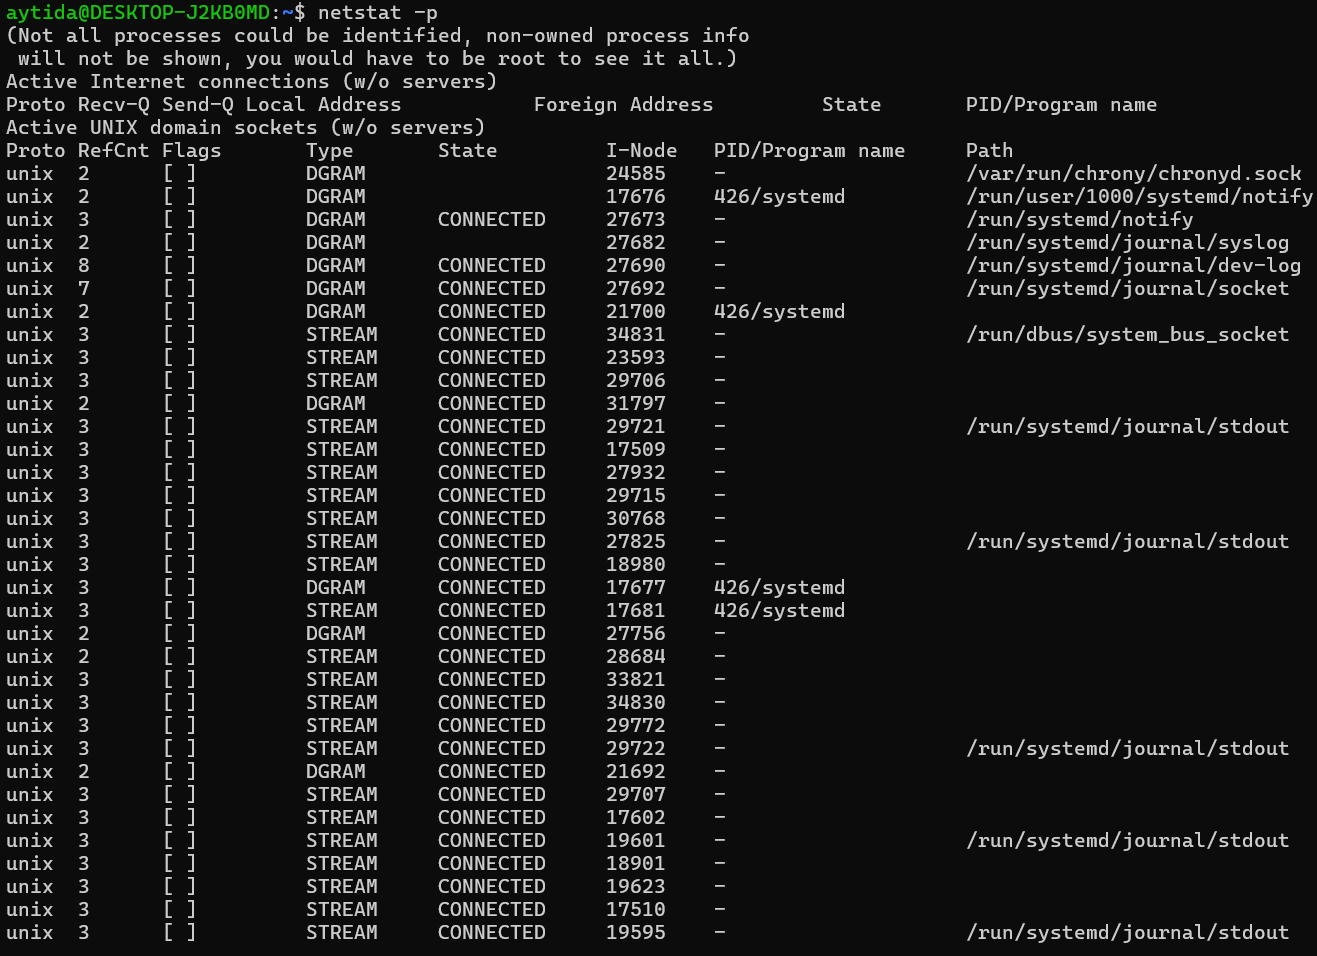 aytida@DESKTOP-J2KB0MD:~$ netstat -p
(Not all processes could be identified, non-owned process info
 will not be shown, you would have to be root to see it all.)
Active Internet connections (w/o servers)
Proto Recv-Q Send-Q Local Address           Foreign Address         State       PID/Program name
Active UNIX domain sockets (w/o servers)
Proto RefCnt Flags       Type       State         I-Node   PID/Program name     Path
unix  2      [ ]         DGRAM                    24585    -                    /var/run/chrony/chronyd.sock
unix  2      [ ]         DGRAM                    17676    426/systemd          /run/user/1000/systemd/notify
unix  3      [ ]         DGRAM      CONNECTED     27673    -                    /run/systemd/notify
unix  2      [ ]         DGRAM                    27682    -                    /run/systemd/journal/syslog
unix  8      [ ]         DGRAM      CONNECTED     27690    -                    /run/systemd/journal/dev-log
unix  7      [ ]         DGRAM      CONNECTED     27692    -                    /run/systemd/journal/socket
unix  2      [ ]         DGRAM                    21700    426/systemd
unix  3      [ ]         STREAM     CONNECTED     34831    -                    /run/dbus/system_bus_socket
unix  3      [ ]         STREAM     CONNECTED     23593    -
unix  3      [ ]         STREAM     CONNECTED     29706    -
unix  2      [ ]         DGRAM      CONNECTED     31797    -
unix  3      [ ]         STREAM     CONNECTED     29721    -                    /run/systemd/journal/stdout
unix  3      [ ]         STREAM     CONNECTED     17509    -
unix  3      [ ]         STREAM     CONNECTED     27932    -
unix  3      [ ]         STREAM     CONNECTED     29715    -
unix  3      [ ]         STREAM     CONNECTED     30768    -
unix  3      [ ]         STREAM     CONNECTED     27825    -                    /run/systemd/journal/stdout
unix  3      [ ]         STREAM     CONNECTED     18980    -
unix  3      [ ]         DGRAM      CONNECTED     17677    426/systemd
unix  3      [ ]         STREAM     CONNECTED     17681    426/systemd
unix  2      [ ]         DGRAM      CONNECTED     27756    -
unix  2      [ ]         STREAM     CONNECTED     28684    -
unix  3      [ ]         STREAM     CONNECTED     33821    -
unix  3      [ ]         STREAM     CONNECTED     34830    -
unix  3      [ ]         STREAM     CONNECTED     29772    -
unix  3      [ ]         STREAM     CONNECTED     29722    -                    /run/systemd/journal/stdout
unix  2      [ ]         DGRAM      CONNECTED     21692    -
unix  3      [ ]         STREAM     CONNECTED     29707    -
unix  3      [ ]         STREAM     CONNECTED     17602    -
unix  3      [ ]         STREAM     CONNECTED     19601    -                    /run/systemd/journal/stdout
unix  3      [ ]         STREAM     CONNECTED     18901    -
unix  3      [ ]         STREAM     CONNECTED     19623    -
unix  3      [ ]         STREAM     CONNECTED     17510    -
unix  3      [ ]         STREAM     CONNECTED     19595    -                    /run/systemd/journal/stdout